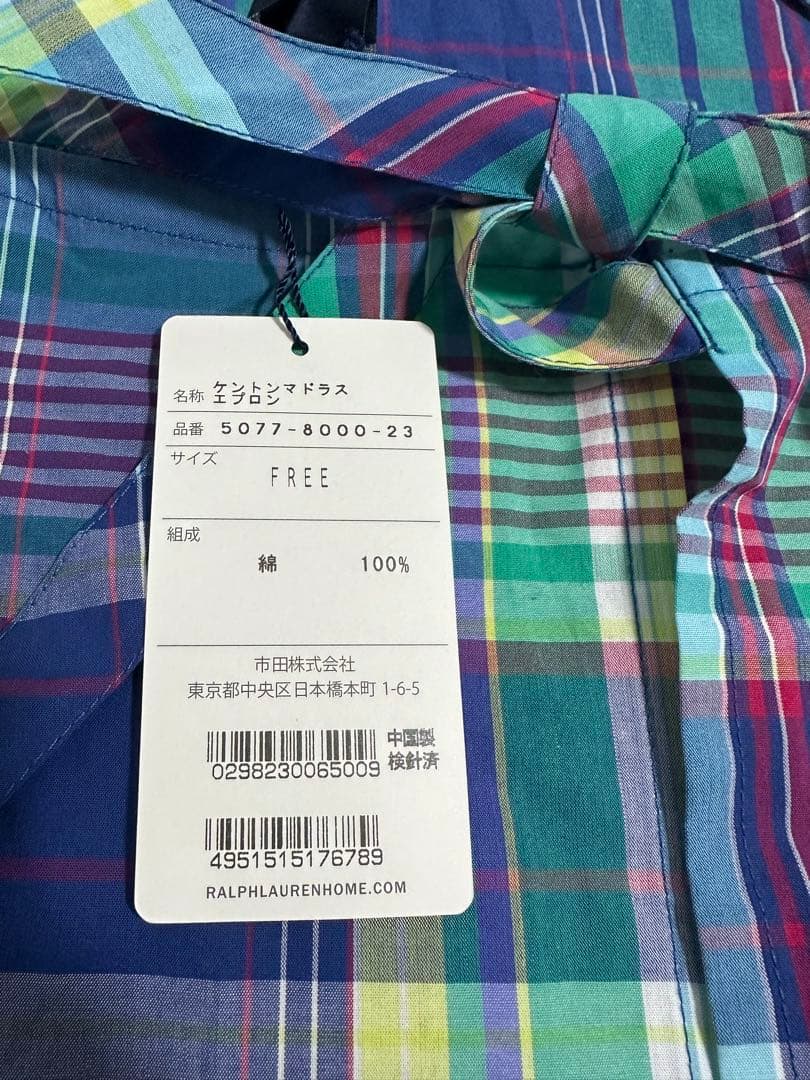 名称 ケントンマドラス
エプロン
品番 5077-8000-23
サイズ
FREE
組成
綿 100%
市田株式会社
東京都中央区日本橋本町 1-6-5
0298230065009
中国製
検針済
4951515176789
RALPHLAURENHOME.COM